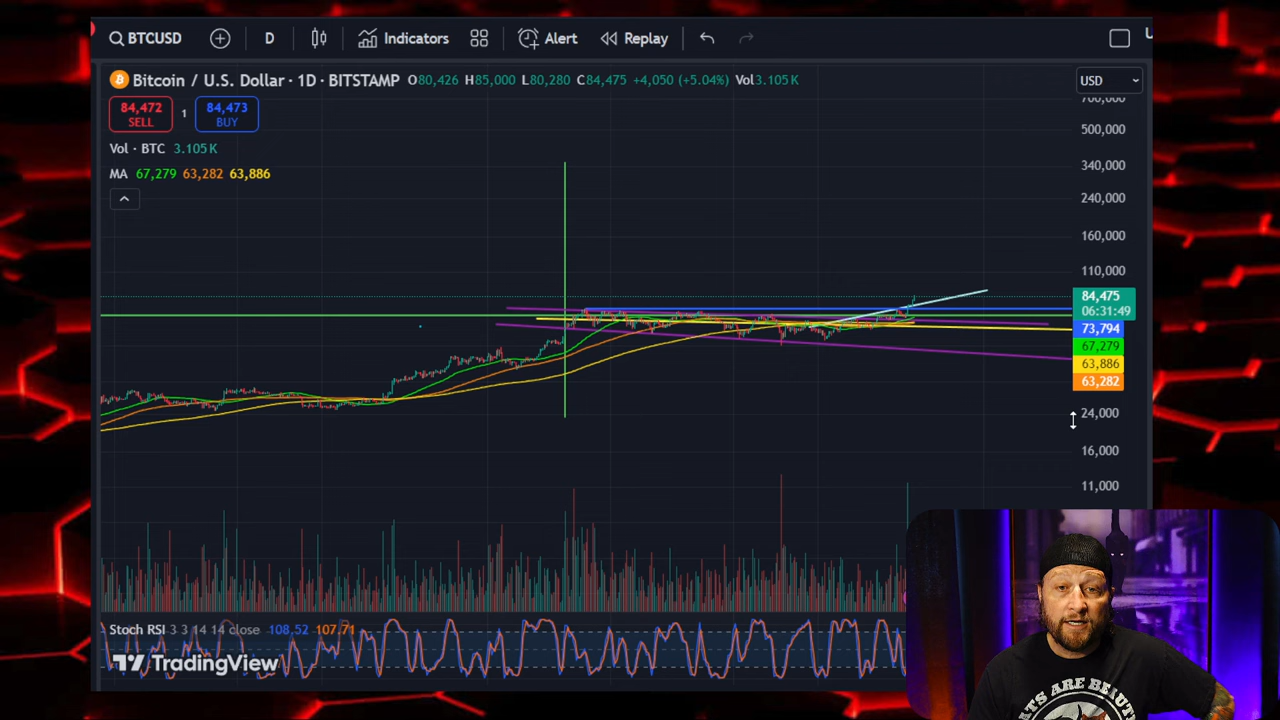 BTCUSD D Indicators Alert Replay
Bitcoin / U.S. Dollar · 1D · BITSTAMP O80,426 H85,000 L80,280 C84,475 +4,050 (+5.04%) Vol3.105K
USD
84,472 SELL 1 84,473 BUY
Vol · BTC 3.105K
MA 67,279 63,282 63,886
700,000
500,000
340,000
240,000
160,000
110,000
84,475
06:31:49
73,794
67,279
63,886
63,282
24,000
16,000
11,000
Stoch RSI 3 3 14 14 close 108,52 107,71
TradingView